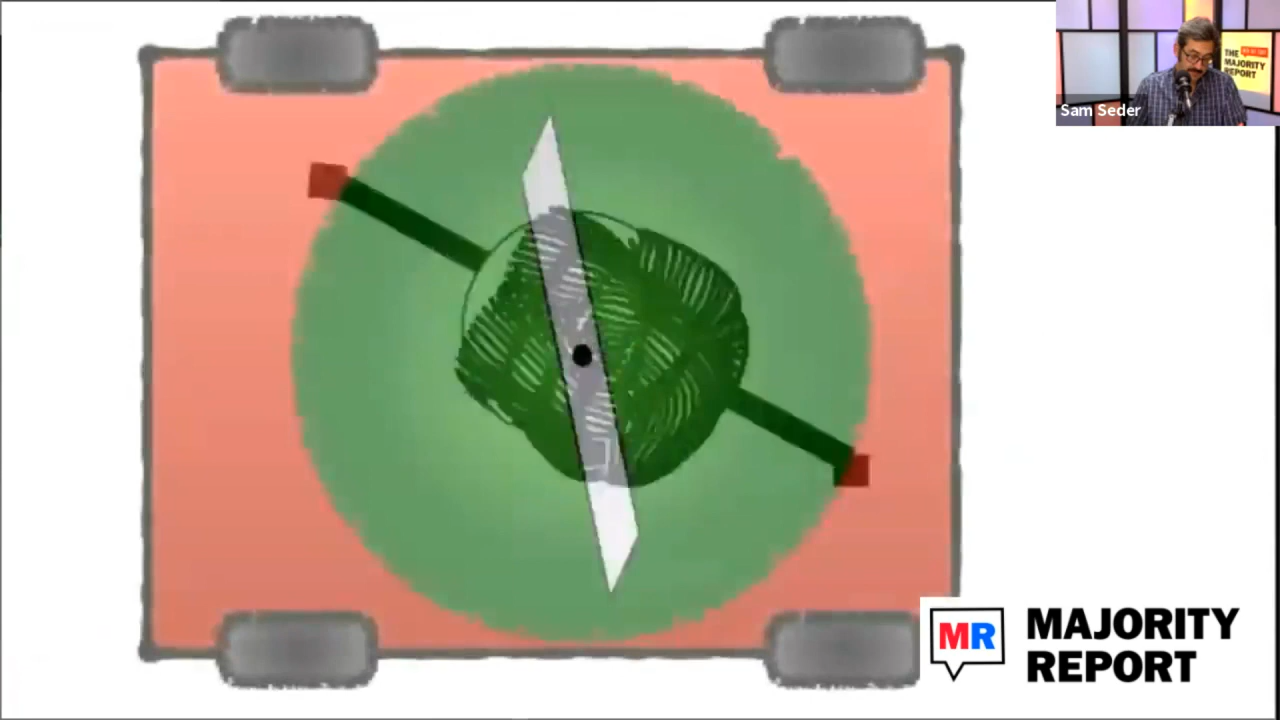 THE
MAJORITY
REPORT
Sam Seder
MR
MAJORITY
REPORT